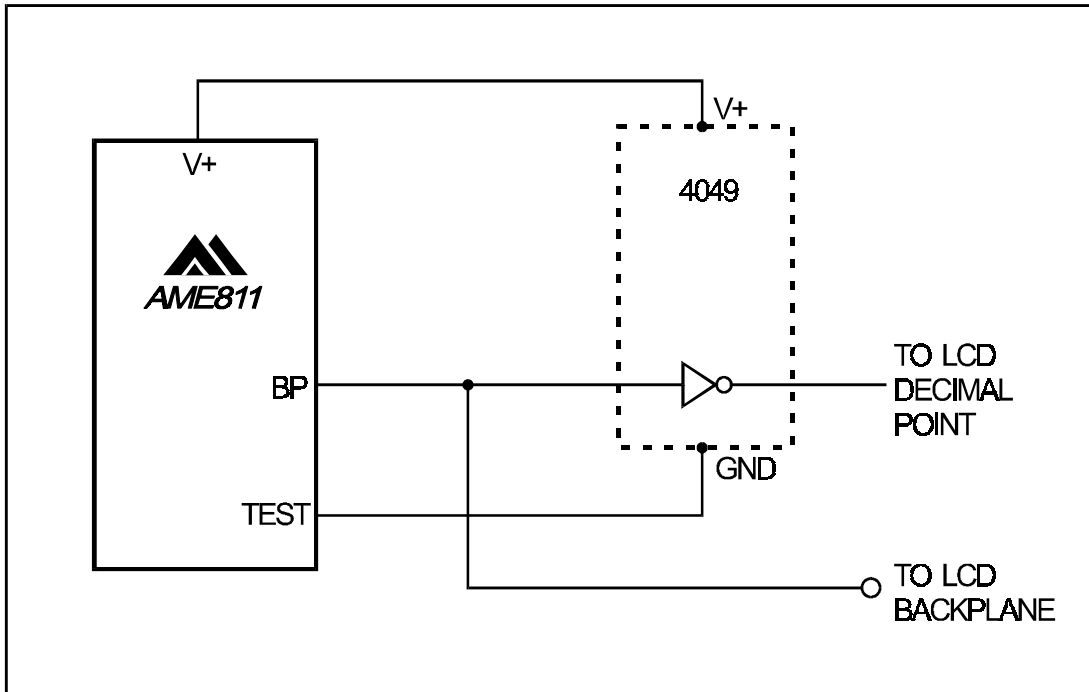 V+
V+
4049
AME811
BP
TO LCD
DECIMAL
POINT
GND
TEST
TO LCD
BACKPLANE